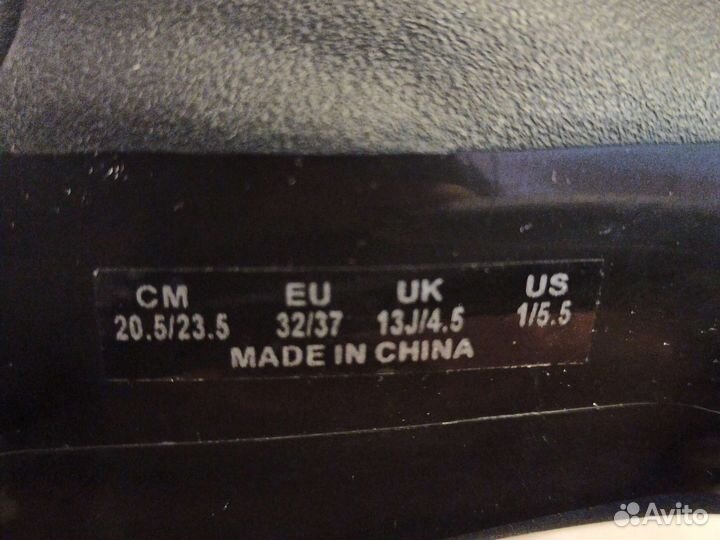 CM EU UK US
20.5/23.5 32/37 13J/4.5 1/5.5
MADE IN CHINA
Avito